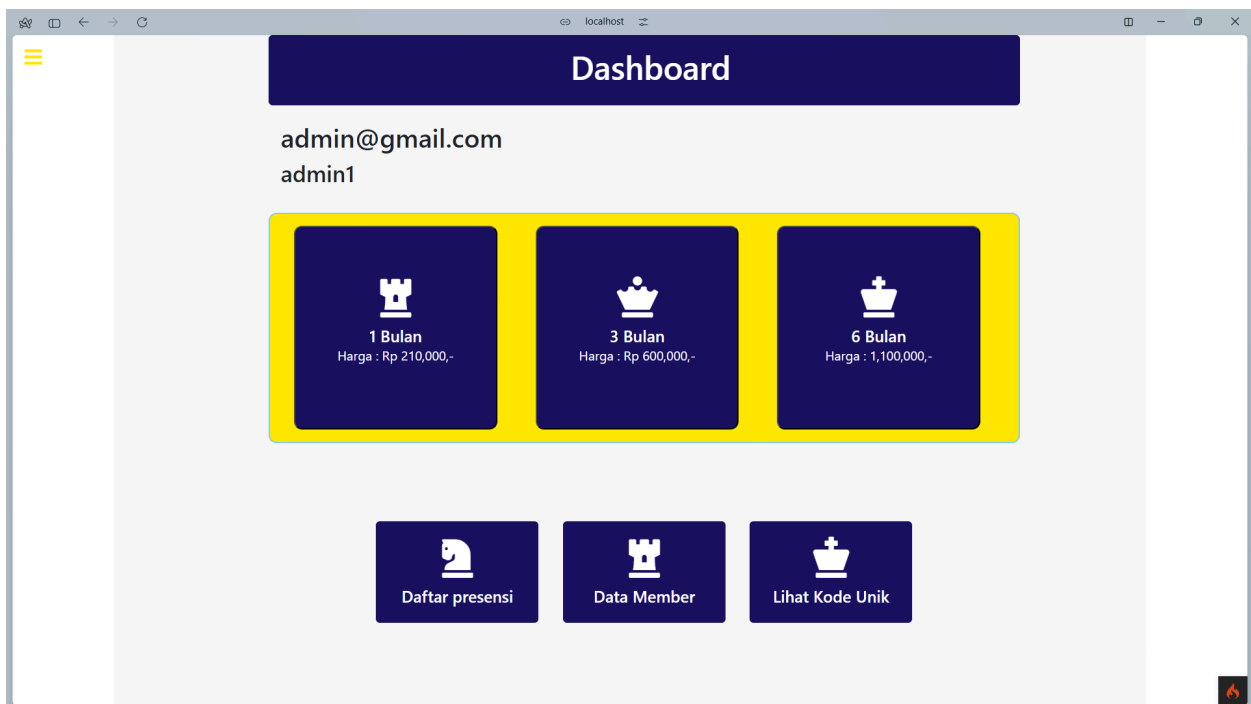 localhost
Dashboard
admin@gmail.com
admin1
1 Bulan
Harga : Rp 210,000,-
3 Bulan
Harga : Rp 600,000,-
6 Bulan
Harga : 1,100,000,-
Daftar presensi
Data Member
Lihat Kode Unik